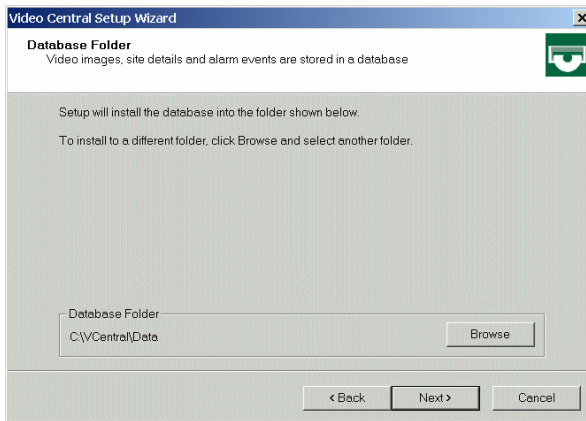 Video Central Setup Wizard
Database Folder
Video images, site details and alarm events are stored in a database
Setup will install the database into the folder shown below.
To install to a different folder, click Browse and select another folder.
Database Folder
C:\VCentral\Data
Browse
< Back
Next >
Cancel